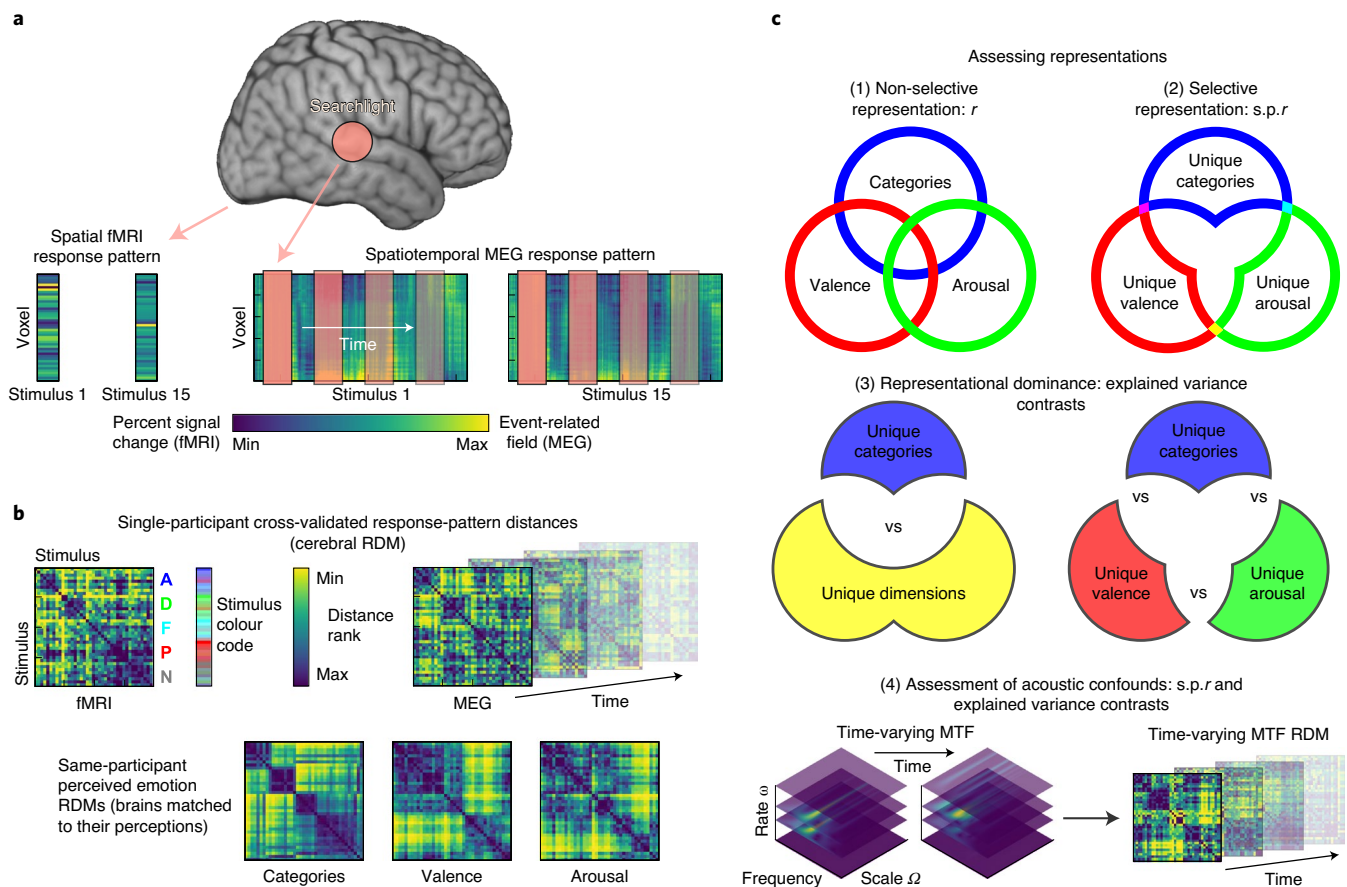 a
Searchlight
Spatial fMRI
response pattern
Voxel
Stimulus 1
Stimulus 15
Spatiotemporal MEG response pattern
Voxel
Time
Stimulus 1
Stimulus 15
Percent signal
change (fMRI)
Min
Max
Event-related
field (MEG)
b
Single-participant cross-validated response-pattern distances
(cerebral RDM)
Stimulus
Stimulus
fMRI
A
D
F
P
N
Stimulus
colour
code
Min
Distance
rank
Max
MEG
Time
Same-participant
perceived emotion
RDMs (brains matched
to their perceptions)
Categories
Valence
Arousal
c
Assessing representations
(1) Non-selective
representation: r
Categories
Valence
Arousal
(2) Selective
representation: s.p.r
Unique
categories
Unique
valence
Unique
arousal
(3) Representational dominance: explained variance
contrasts
Unique
categories
vs
Unique dimensions
Unique
categories
vs
vs
Unique
valence
vs
Unique
arousal
(4) Assessment of acoustic confounds: s.p.r and
explained variance contrasts
Time-varying MTF
Time
Rate ω
Frequency
Scale Ω
Time-varying MTF RDM
Time